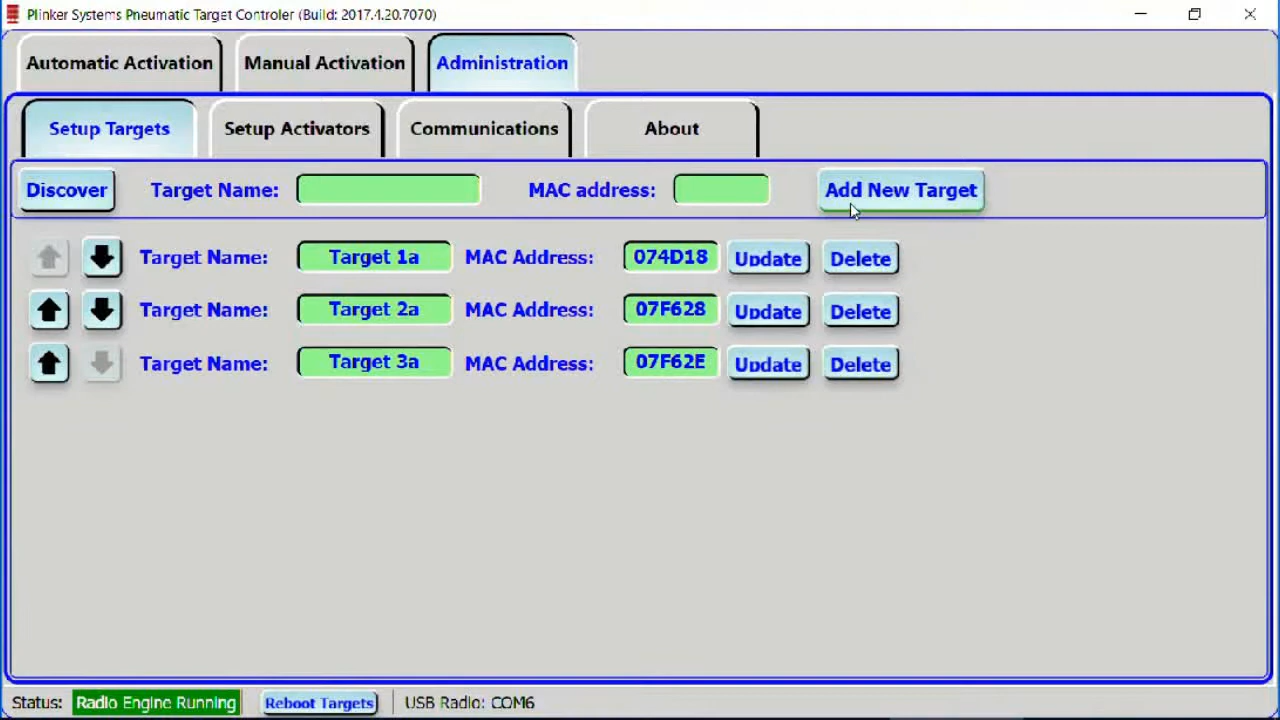 Plinker Systems Pneumatic Target Controler (Build: 2017.4.20.7070)
Automatic Activation Manual Activation Administration
Setup Targets Setup Activators Communications About
Discover Target Name: MAC address: Add New Target
Target Name: Target 1a MAC Address: 074D18 Update Delete
Target Name: Target 2a MAC Address: 07F628 Update Delete
Target Name: Target 3a MAC Address: 07F62E Update Delete
Status: Radio Engine Running Reboot Targets USB Radio: COM6